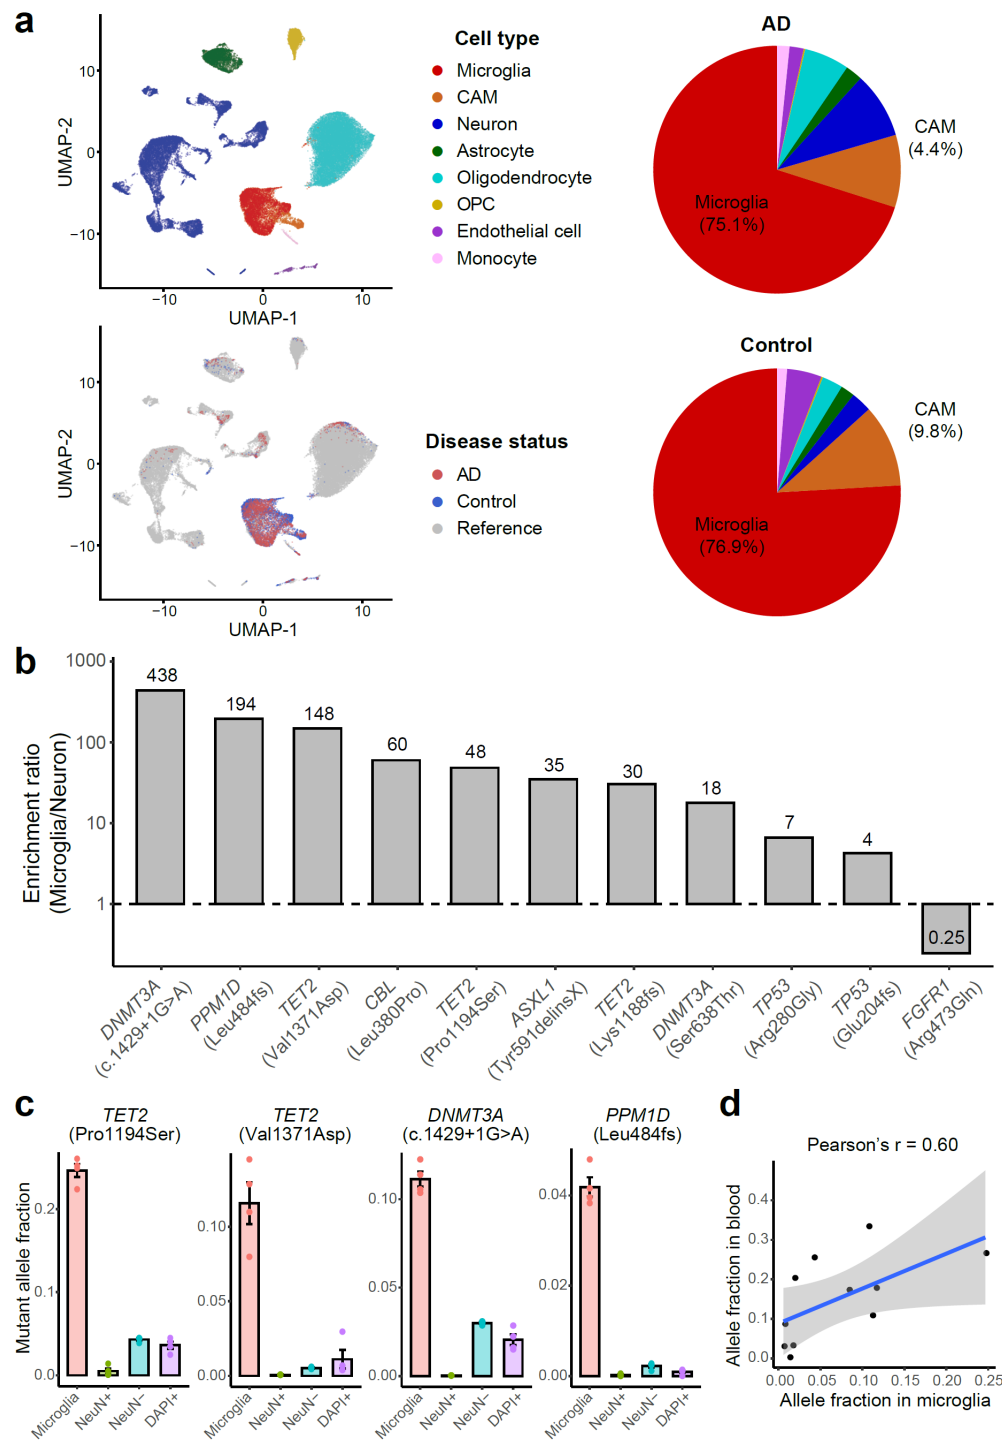 a
10
0
−10
UMAP-2
−10
0
10
UMAP-1
Cell type
Microglia
CAM
Neuron
Astrocyte
Oligodendrocyte
OPC
Endothelial cell
Monocyte
AD
CAM
(4.4%)
Microglia
(75.1%)
10
0
−10
UMAP-2
−10
0
10
UMAP-1
Disease status
AD
Control
Reference
Control
CAM
(9.8%)
Microglia
(76.9%)
b
Enrichment ratio
(Microglia/Neuron)
1000
100
10
1
438
194
148
60
48
35
30
18
7
4
0.25
DNMT3A
(c.1429+1G>A)
PPM1D
(Leu484fs)
TET2
(Val1371Asp)
CBL
(Leu380Pro)
TET2
(Pro1194Ser)
ASXL1
(Tyr591delinsX)
TET2
(Lys1188fs)
DNMT3A
(Ser638Thr)
TP53
(Arg280Gly)
TP53
(Glu204fs)
FGFR1
(Arg473Gln)
c
Mutant allele fraction
TET2
(Pro1194Ser)
0.2
0.1
0.0
Microglia
NeuN+
NeuN−
DAPI+
TET2
(Val1371Asp)
0.10
0.05
0.00
Microglia
NeuN+
NeuN−
DAPI+
DNMT3A
(c.1429+1G>A)
0.10
0.05
0.00
Microglia
NeuN+
NeuN−
DAPI+
PPM1D
(Leu484fs)
0.04
0.02
0.00
Microglia
NeuN+
NeuN−
DAPI+
d
Pearson's r = 0.60
Allele fraction in blood
0.4
0.3
0.2
0.1
0.0
0.00
0.05
0.10
0.15
0.20
0.25
Allele fraction in microglia